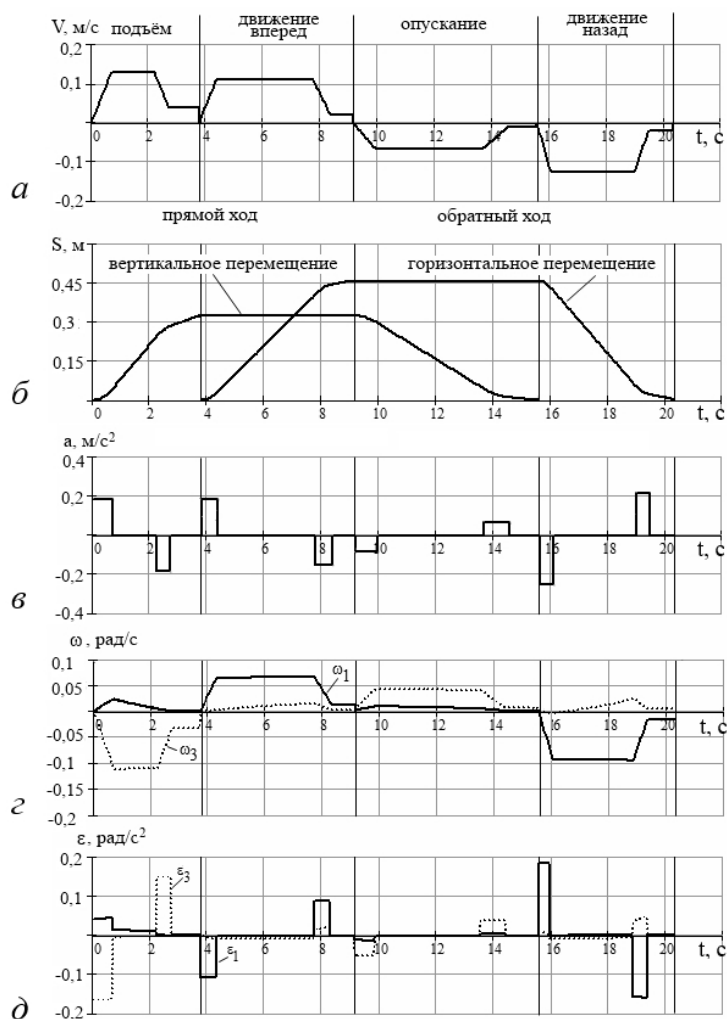 V, м/с
подъём
движение
вперед
опускание
движение
назад
0,2
0,1
-0,1
-0,2
0 2 4 6 8 10 12 14 16 18 20
t, с
а
прямой ход
обратный ход
S, м
вертикальное перемещение
горизонтальное перемещение
0,45
0,3
0,15
0 2 4 6 8 10 12 14 16 18 20
t, с
б
a, м/с²
0,4
0,2
-0,2
-0,4
0 2 4 6 8 10 12 14 16 18 20
t, с
в
ω , рад/с
0,1
0,05
0
-0,05
-0,1
-0,15
-0,2
ω₁
ω₃
2 4 6 8 10 12 14 16 18 20
t, с
г
ε, рад/с²
0,2
0,1
-0,1
-0,2
ε₃
ε₁
0 2 4 6 8 10 12 14 16 18 20
t, с
д